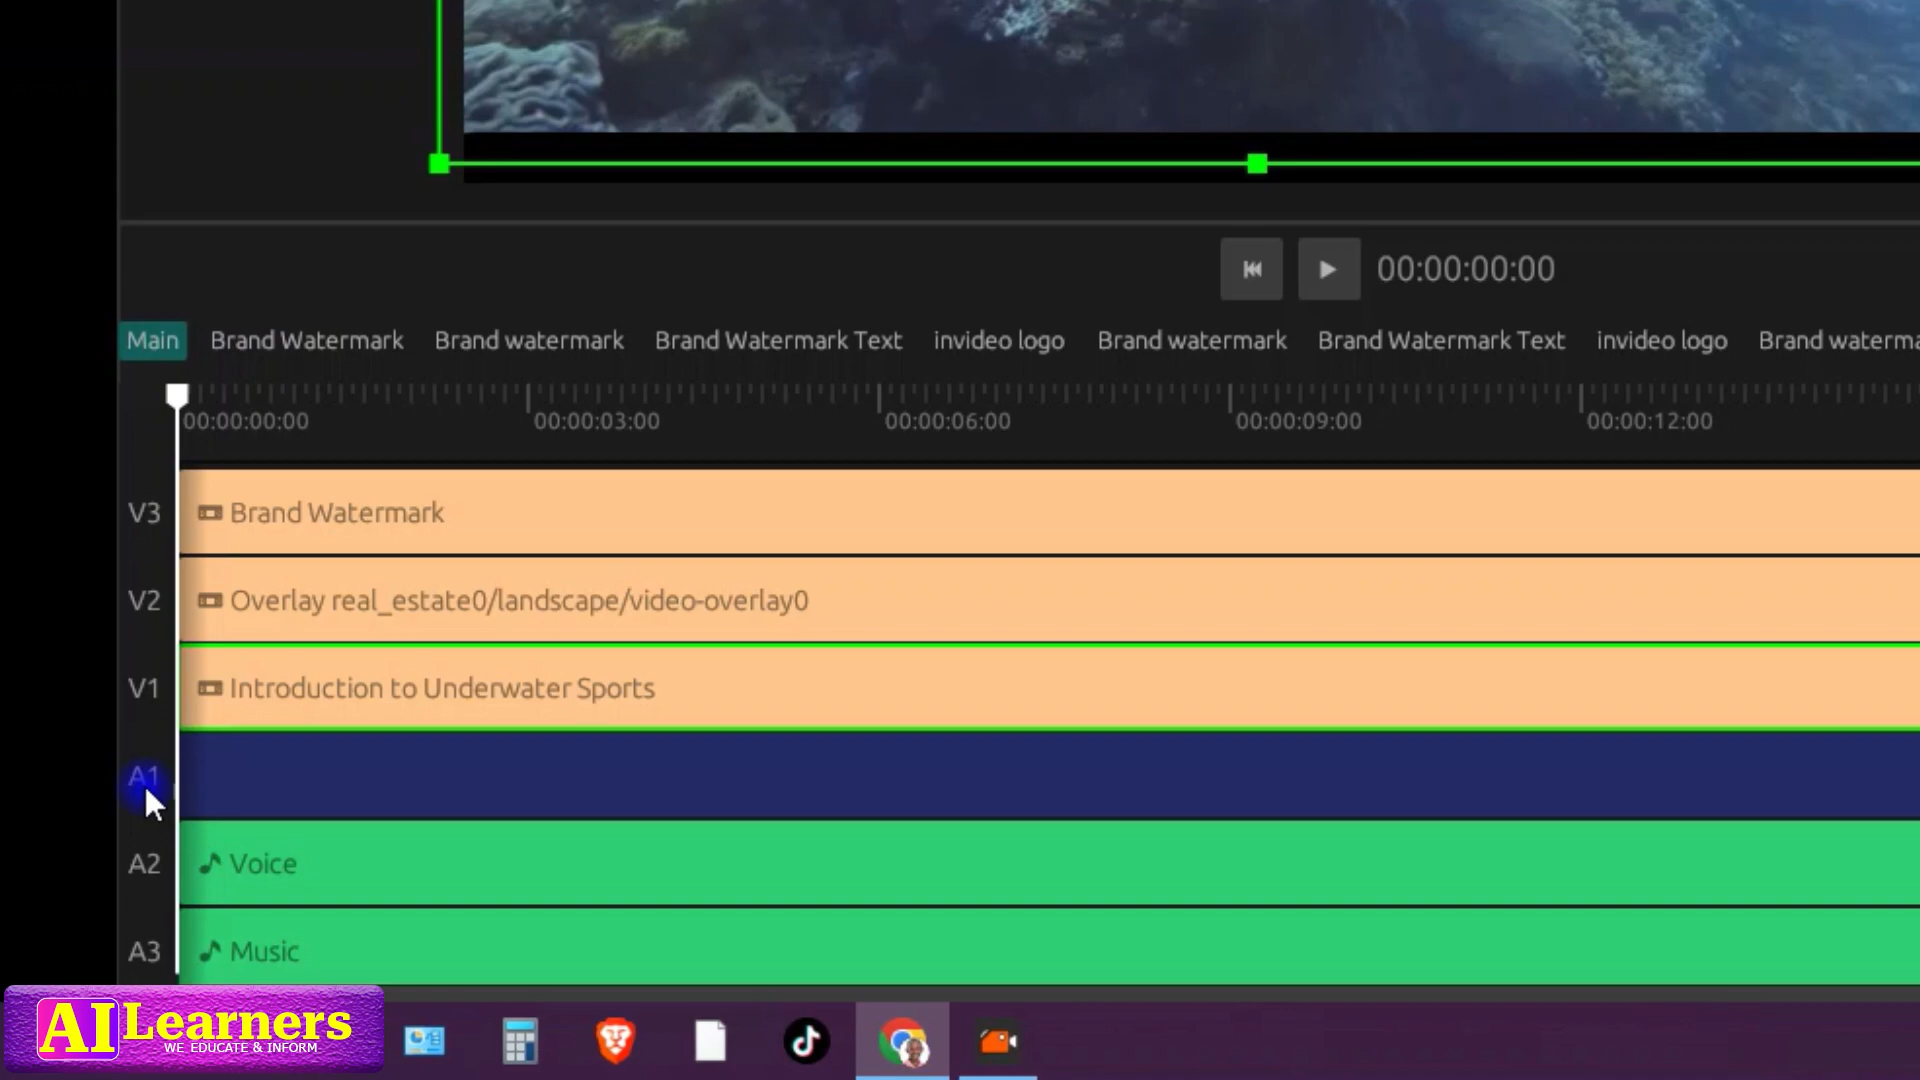 00:00:00:00
Main Brand Watermark Brand watermark Brand Watermark Text invideo logo Brand watermark Brand Watermark Text invideo logo Brand waterma
00:00:00:00 00:00:03:00 00:00:06:00 00:00:09:00 00:00:12:00
V3 Brand Watermark
V2 Overlay real_estate0/landscape/video-overlay0
V1 Introduction to Underwater Sports
A1
A2 Voice
A3 Music
AI Learners
WE EDUCATE & INFORM